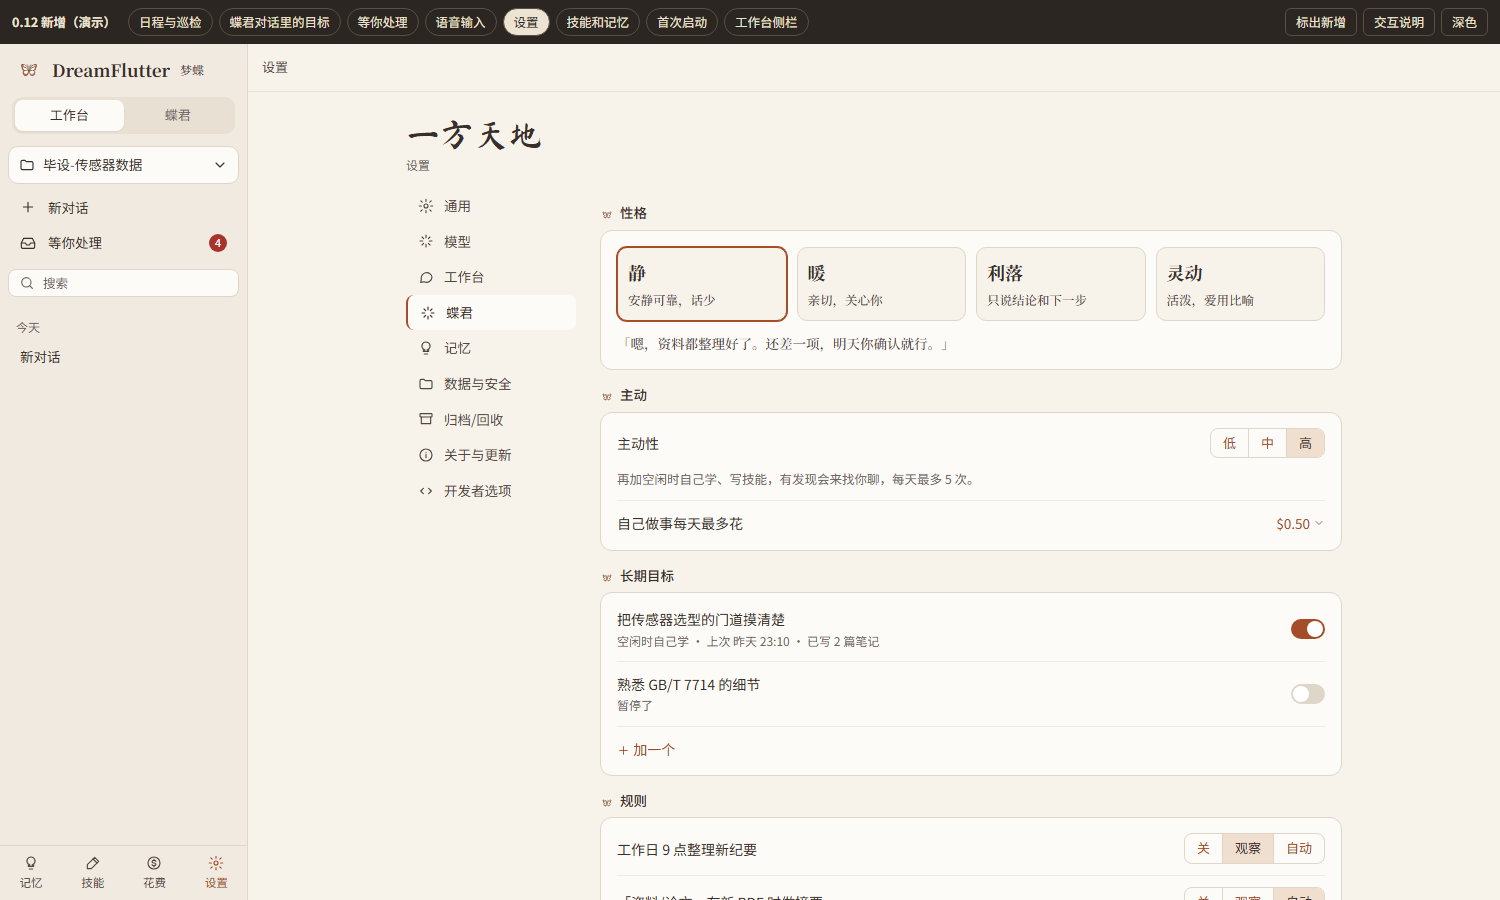 0.12 新增（演示） 日程与巡检 蝶君对话里的目标 等你处理 语音输入 设置 技能和记忆 首次启动 工作台侧栏 标出新增 交互说明 深色
DreamFlutter 梦蝶
工作台 蝶君
毕设-传感器数据
新对话
等你处理 4
搜索
今天
新对话
记忆 技能 花费 设置
设置
一方天地
设置
通用
模型
工作台
蝶君
记忆
数据与安全
归档/回收
关于与更新
开发者选项
性格
静
安静可靠，话少
暖
亲切，关心你
利落
只说结论和下一步
灵动
活泼，爱用比喻
「嗯，资料都整理好了。还差一项，明天你确认就行。」
主动
主动性 低 中 高
再加空闲时自己学、写技能，有发现会来找你聊，每天最多 5 次。
自己做事每天最多花 $0.50
长期目标
把传感器选型的门道摸清楚
空闲时自己学 · 上次 昨天 23:10 · 已写 2 篇笔记
熟悉 GB/T 7714 的细节
暂停了
+ 加一个
规则
工作日 9 点整理新纪要 关 观察 自动